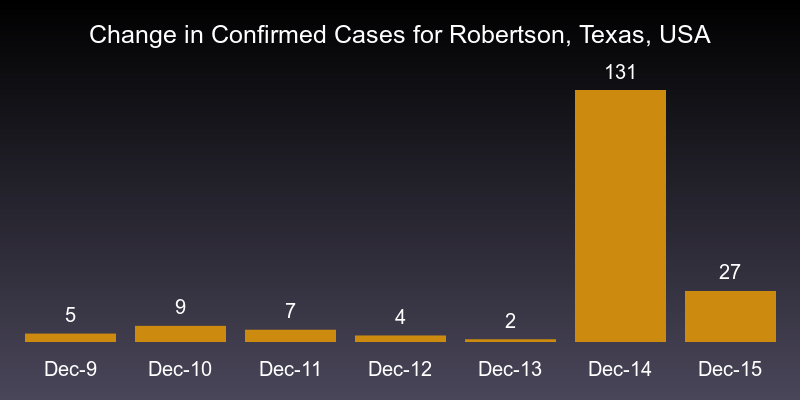 Change in Confirmed Cases for Robertson, Texas, USA
5
9
7
4
2
131
27
Dec-9
Dec-10
Dec-11
Dec-12
Dec-13
Dec-14
Dec-15